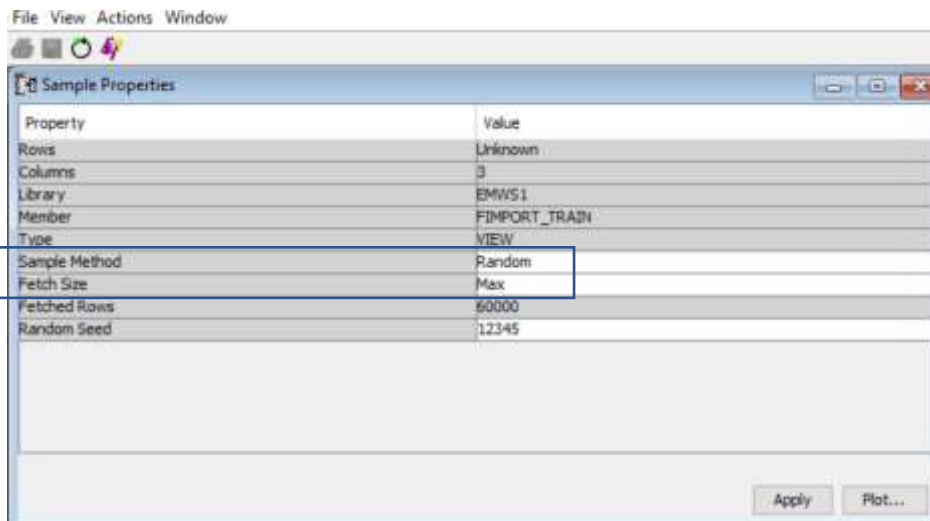 File View Actions Window
Sample Properties
Property Value
Rows Unknown
Columns 3
Library EMWS1
Member FIMPORT_TRAIN
Type VIEW
Sample Method Random
Fetch Size Max
Fetched Rows 60000
Random Seed 12345
Apply Plot...